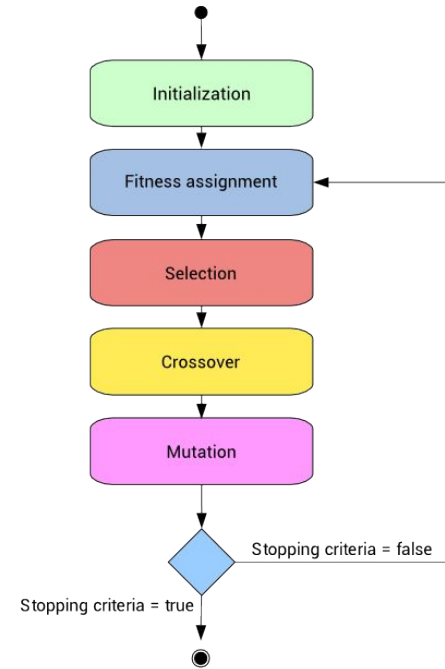 Initialization
Fitness assignment
Selection
Crossover
Mutation
Stopping criteria = false
Stopping criteria = true